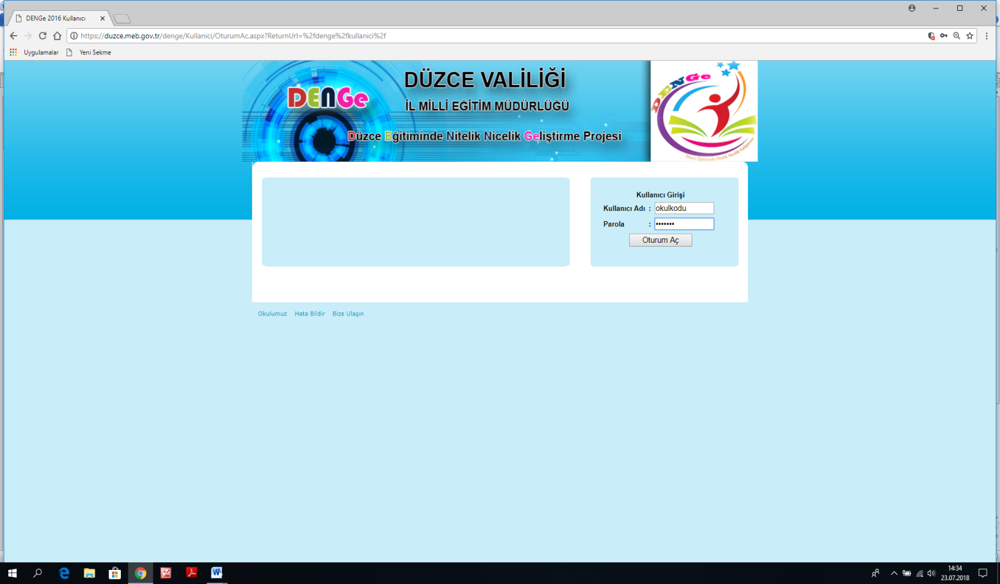 DENGe 2016 Kullanıcı
https://duzce.meb.gov.tr/denge/Kullanici/OturumAc.aspx?ReturnUrl=%2fdenge%2fkullanici%2f
Uygulamalar Yeni Sekme
DENGe
DÜZCE VALİLİĞİ
İL MİLLİ EĞİTİM MÜDÜRLÜĞÜ
Düzce Eğitiminde Nitelik Nicelik Geliştirme Projesi
DENGe
Düzce Eğitiminde Nitelik Nicelik Geliştirme
Kullanıcı Girişi
Kullanıcı Adı : okulkodu
Parola : •••••••
Oturum Aç
Okulumuz Hata Bildir Bize Ulaşın
14:34
23.07.2018